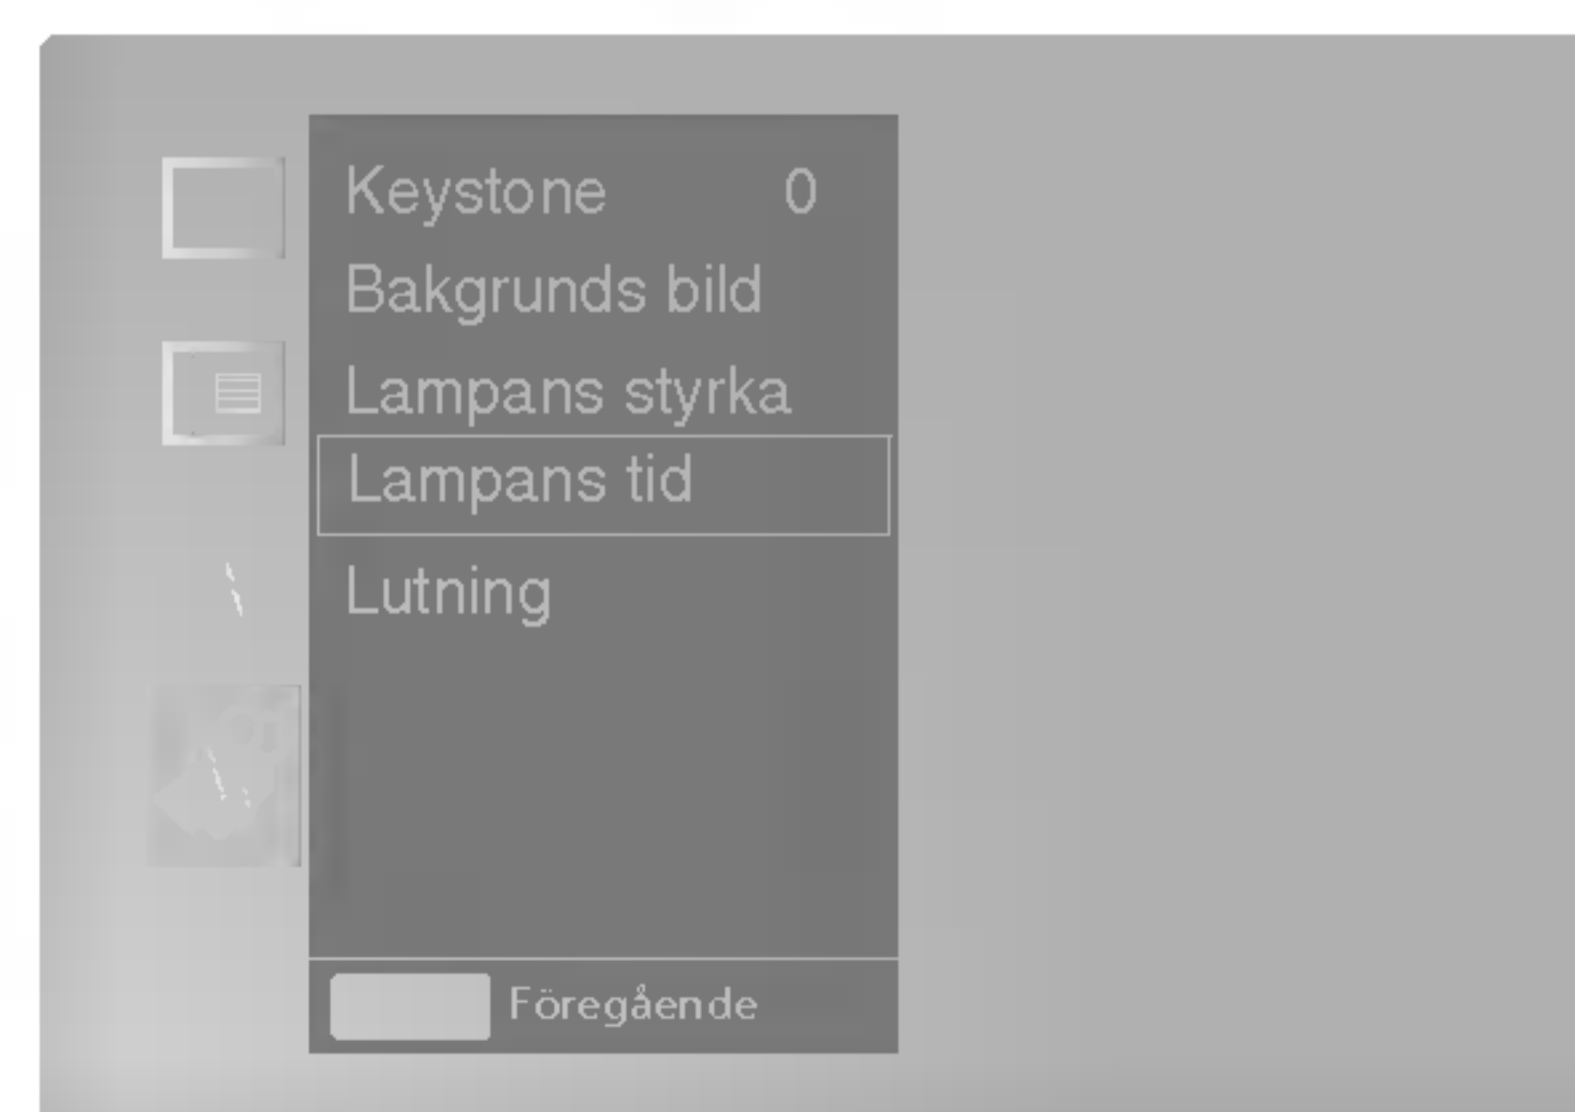 Keystone 0
Bakgrunds bild
Lampans styrka
Lampans tid
Lutning
Föregående